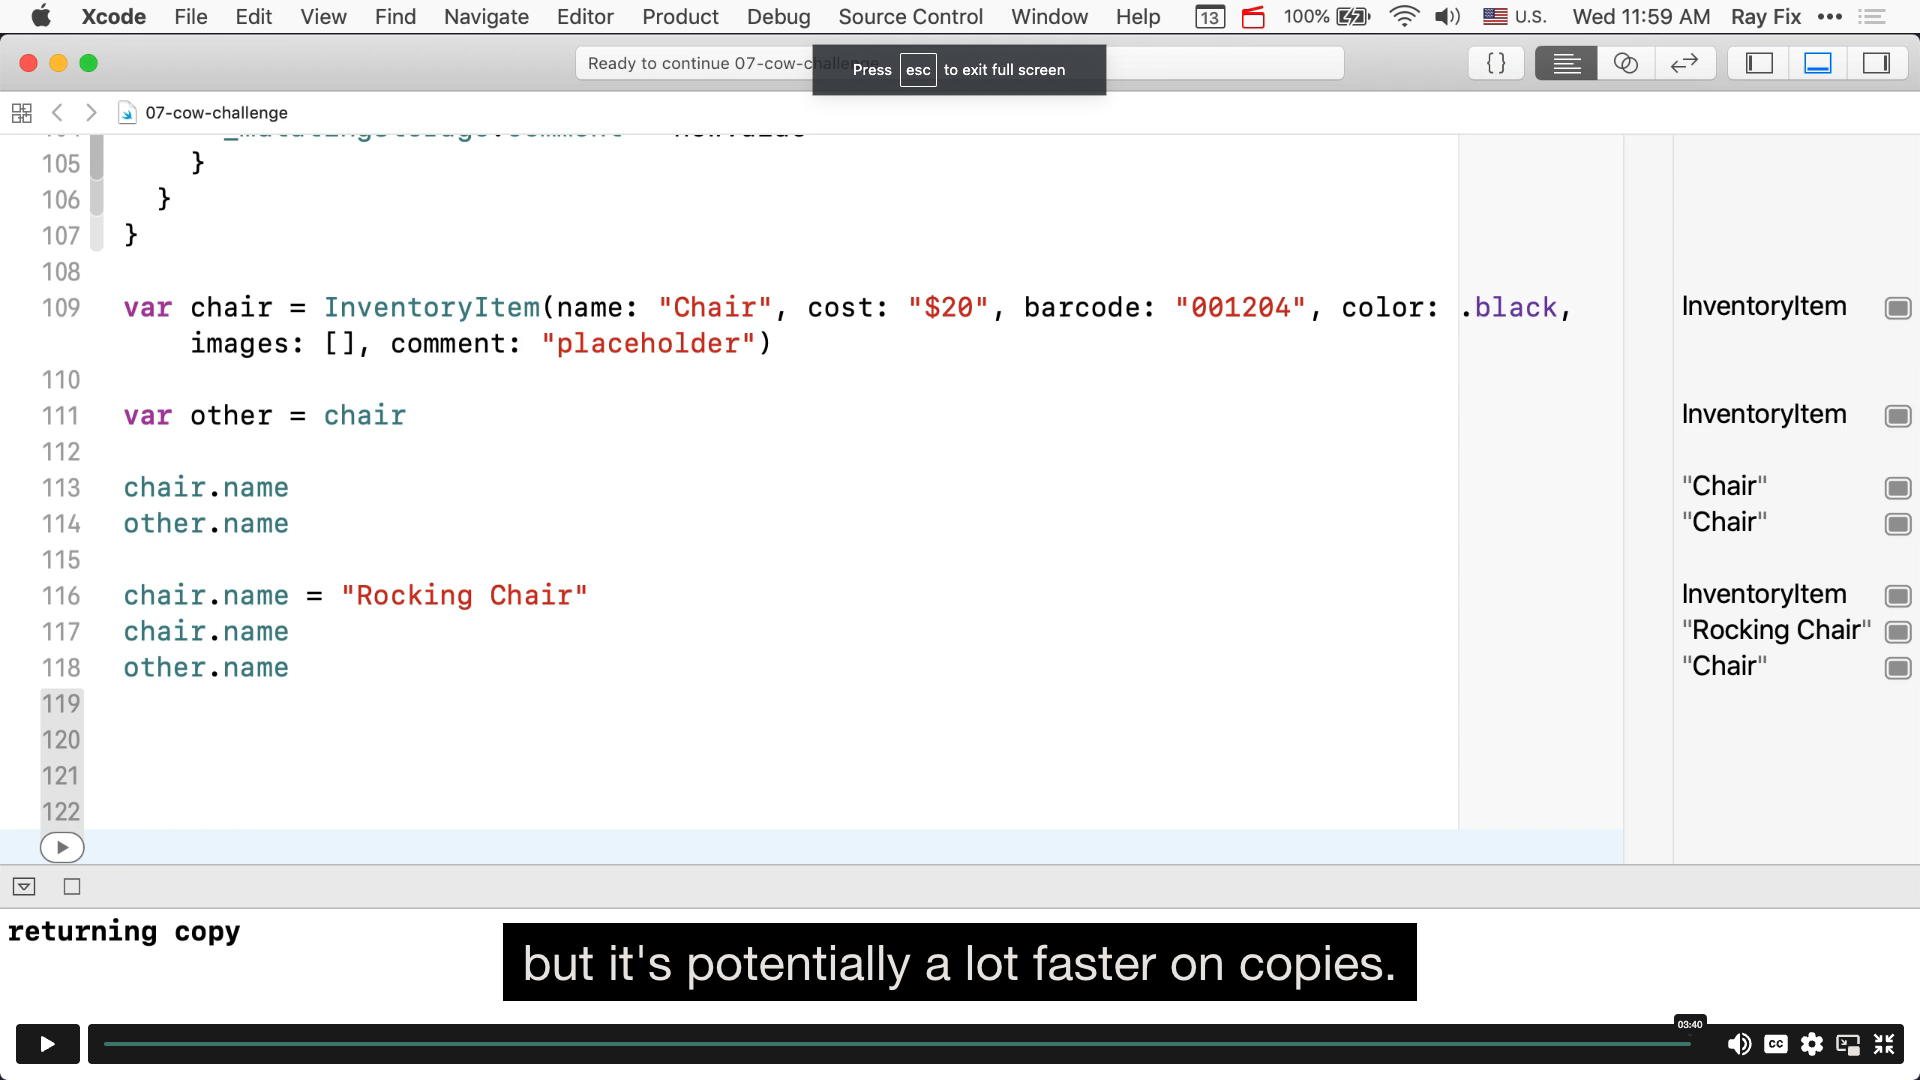 Xcode File Edit View Find Navigate Editor Product Debug Source Control Window Help 13 100% U.S. Wed 11:59 AM Ray Fix •••
Ready to continue 07-cow-challenge
Press esc to exit full screen
{ }
07-cow-challenge
105 }
106 }
107 }
108
109 var chair = InventoryItem(name: "Chair", cost: "$20", barcode: "001204", color: .black, InventoryItem
images: [], comment: "placeholder")
110
111 var other = chair InventoryItem
112
113 chair.name "Chair"
114 other.name "Chair"
115
116 chair.name = "Rocking Chair" InventoryItem
117 chair.name "Rocking Chair"
118 other.name "Chair"
119
120
121
122
returning copy
but it's potentially a lot faster on copies.
03:40
CC